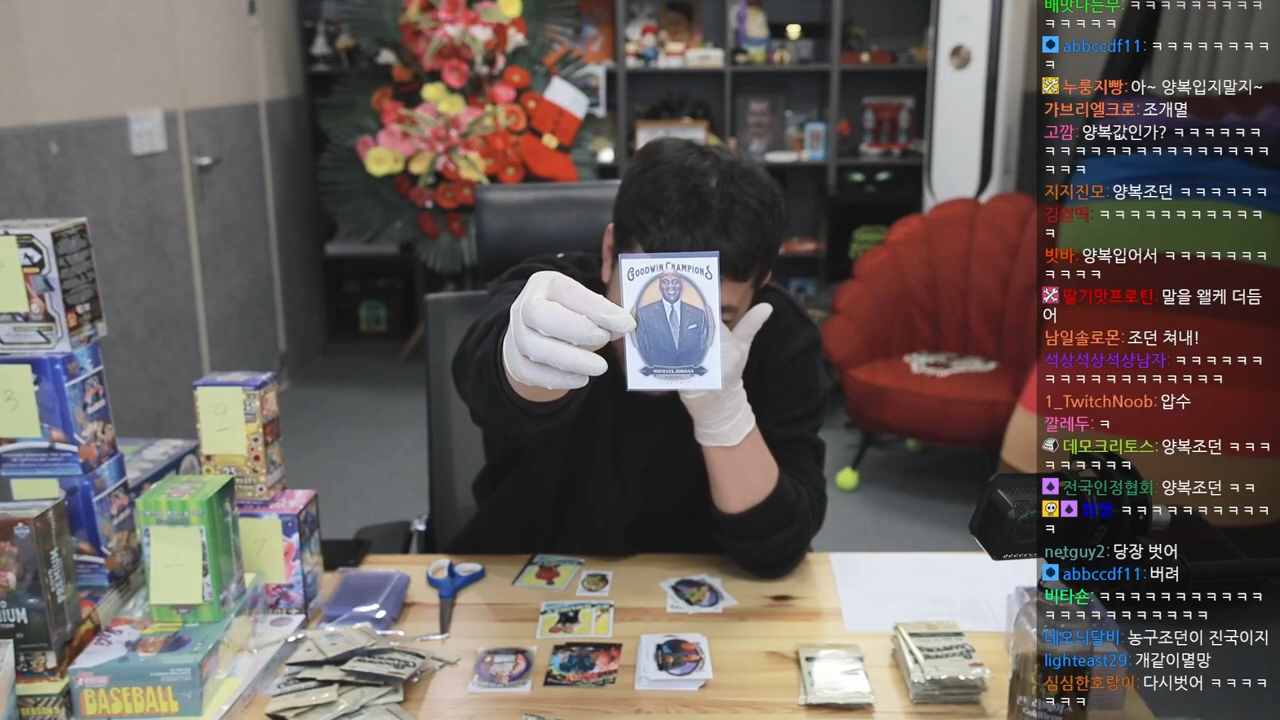 배맛나는무: ㅋㅋㅋㅋㅋㅋㅋㅋㅋ
ㅋㅋㅋㅋㅋ
abbccdf11: ㅋㅋㅋㅋㅋㅋㅋㅋ
ㅋ
누룽지빵: 아~ 양복입지말지~
가브리엘크로: 조개멸
고깜: 양복값인가? ㅋㅋㅋㅋㅋㅋ
ㅋㅋㅋㅋㅋㅋㅋㅋㅋㅋㅋㅋㅋㅋㅋ
ㅋㅋㅋ
지지진모: 양복조던 ㅋㅋㅋㅋㅋㅋ
ㅋㅋㅋㅋㅋㅋㅋㅋㅋㅋㅋ
ㅋ
빗바: 양복입어서 ㅋㅋㅋㅋㅋㅋㅋ
ㅋㅋㅋㅋ
딸기맛프로틴: 말을 왤케 더듬
어
남일솔로몬: 조던 쳐내!
석상석상석상남자: ㅋㅋㅋㅋㅋㅋ
ㅋㅋㅋㅋㅋㅋㅋㅋㅋㅋㅋㅋ
1_TwitchNoob: 압수
깔레두: ㅋ
데모크리토스: 양복조던 ㅋㅋㅋ
ㅋㅋㅋㅋㅋㅋ
전국인정협회: 양복조던 ㅋㅋ
ㅋㅋㅋㅋㅋㅋㅋㅋㅋㅋ
ㅋ
netguy2: 당장 벗어
abbccdf11: 버려
비타숀: ㅋㅋㅋㅋㅋㅋㅋㅋㅋㅋㅋ
ㅋㅋㅋㅋㅋㅋㅋㅋㅋㅋㅋ
네오늬달비: 농구조던이 진국이지
lighteast29: 개같이멸망
심심한호랑이: 다시벗어 ㅋㅋㅋㅋ
ㅋㅋㅋ
GOODWIN CHAMPIONS
MICHAEL JORDAN
BASEBALL